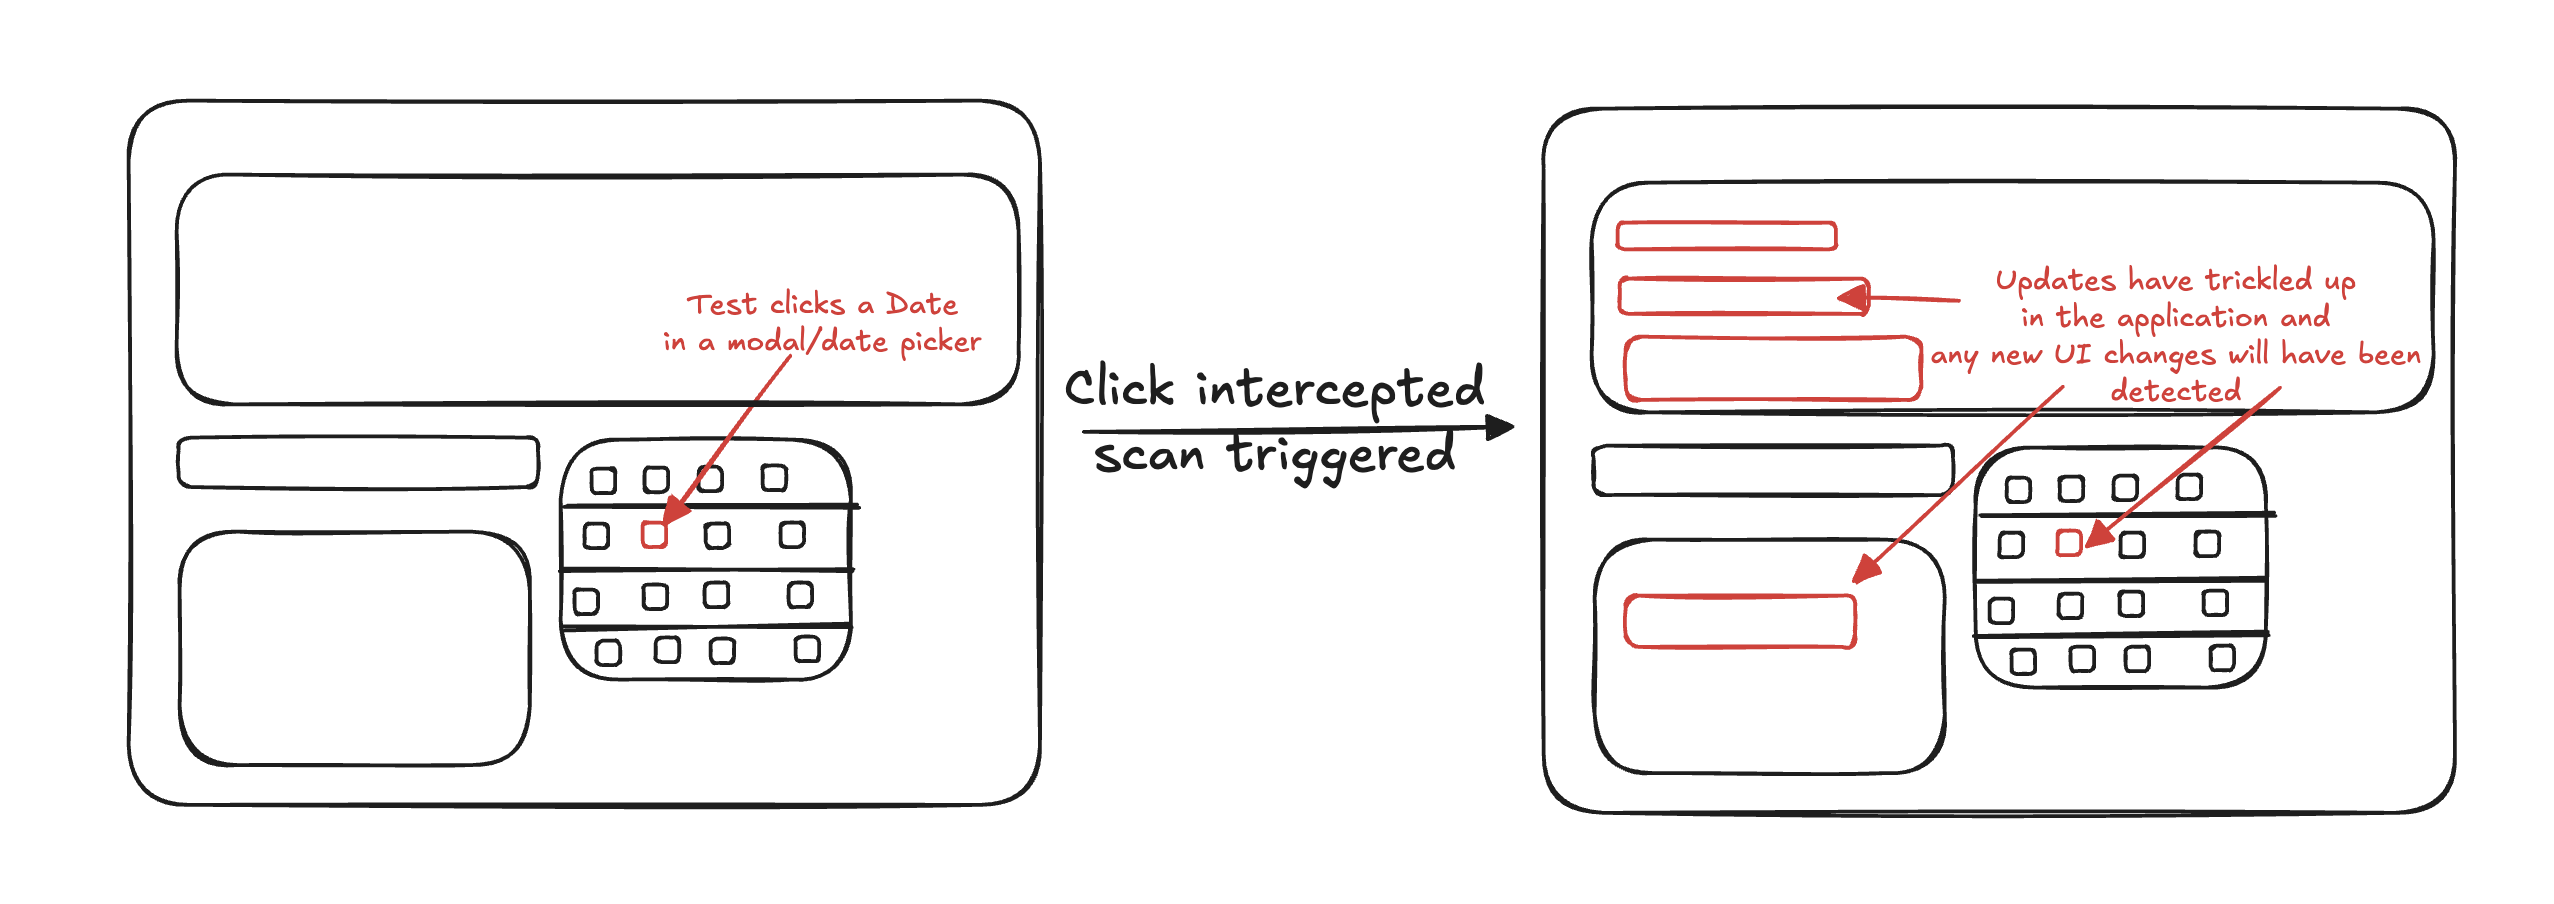 Test clicks a Date
in a modal/date picker
Click intercepted
scan triggered
Updates have trickled up
in the application and
any new UI changes will have been
detected